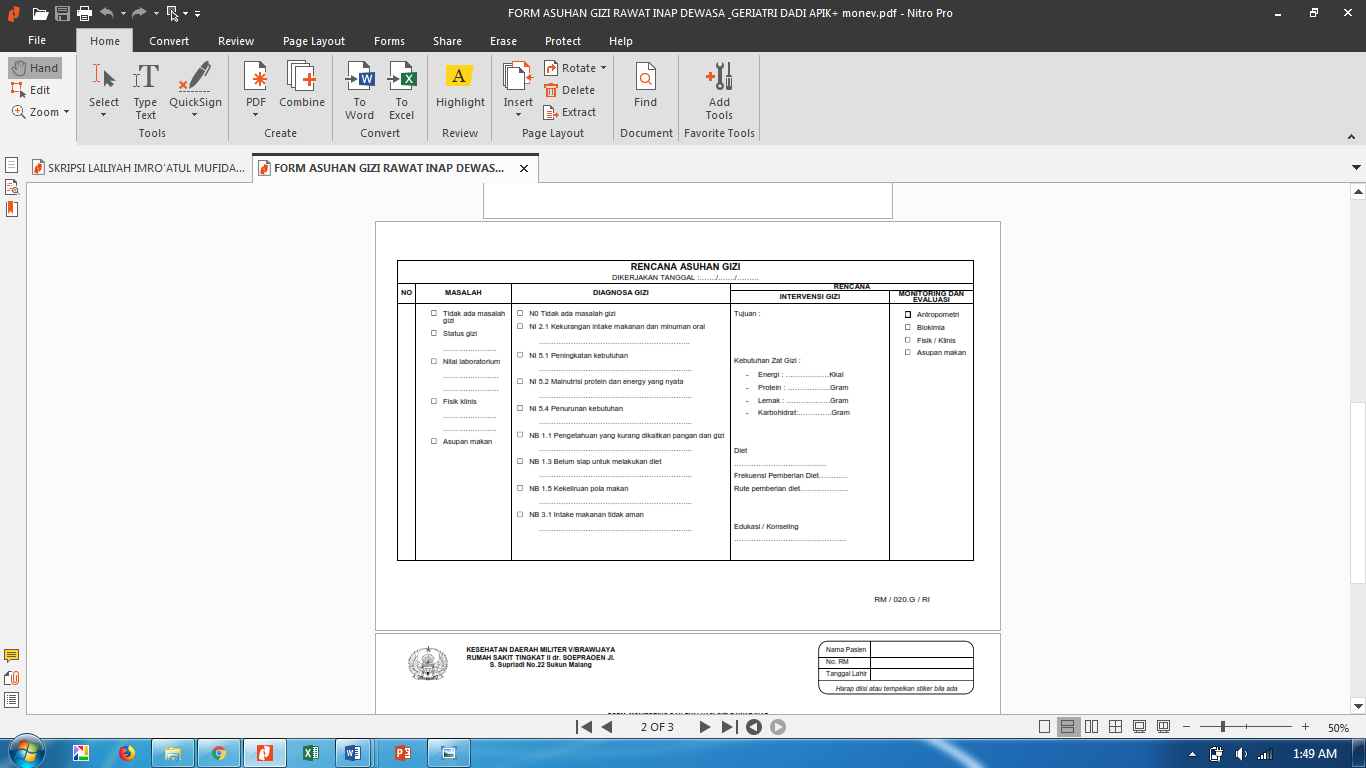 FORM ASUHAN GIZI RAWAT INAP DEWASA _GERIATRI DADI APIK+ monev.pdf - Nitro Pro
File Home Convert Review Page Layout Forms Share Erase Protect Help
Hand
Edit
Zoom
Select
Type Text
QuickSign
Tools
PDF
Combine
Create
To Word
To Excel
Convert
Highlight
Review
Insert
Rotate
Delete
Extract
Page Layout
Find
Document
Add Tools
Favorite Tools
SKRIPSI LAILIYAH IMRO'ATUL MUFIDA...
FORM ASUHAN GIZI RAWAT INAP DEWAS...
RENCANA ASUHAN GIZI
DIKERJAKAN TANGGAL :......./......./.........
NO
MASALAH
DIAGNOSA GIZI
RENCANA
INTERVENSI GIZI
MONITORING DAN EVALUASI
Tidak ada masalah
gizi
Status gizi
......................
Nilai laboratorium
.......................
.......................
Fisik klinis
......................
......................
Asupan makan
N0 Tidak ada masalah gizi
NI 2.1 Kekurangan intake makanan dan minuman oral
..............................................................
NI 5.1 Peningkatan kebutuhan
..............................................................
NI 5.2 Malnutrisi protein dan energy yang nyata
..............................................................
NI 5.4 Penurunan kebutuhan
..............................................................
NB 1.1 Pengetahuan yang kurang dikaitkan pangan dan gizi
..............................................................
NB 1.3 Belum siap untuk melakukan diet
..............................................................
NB 1.5 Kekeliruan pola makan
..............................................................
NB 3.1 Intake makanan tidak aman
..............................................................
Tujuan :
Kebutuhan Zat Gizi :
- Energi : ..................Kkal
- Protein : ..................Gram
- Lemak : ..................Gram
- Karbohidrat:..............Gram
Diet
......................................
Frekuensi Pemberian Diet............
Rute pemberian diet....................
Edukasi / Konseling
..............................................
Antropometri
Biokimia
Fisik / Klinis
Asupan makan
RM / 020.G / RI
KESEHATAN DAERAH MILITER V/BRAWIJAYA
RUMAH SAKIT TINGKAT II dr. SOEPRAOEN Jl.
S. Supriadi No.22 Sukun Malang
Nama Pasien
No. RM
Tanggal Lahir
Harap diisi atau tempelkan stiker bila ada
2 OF 3
50%
1:49 AM